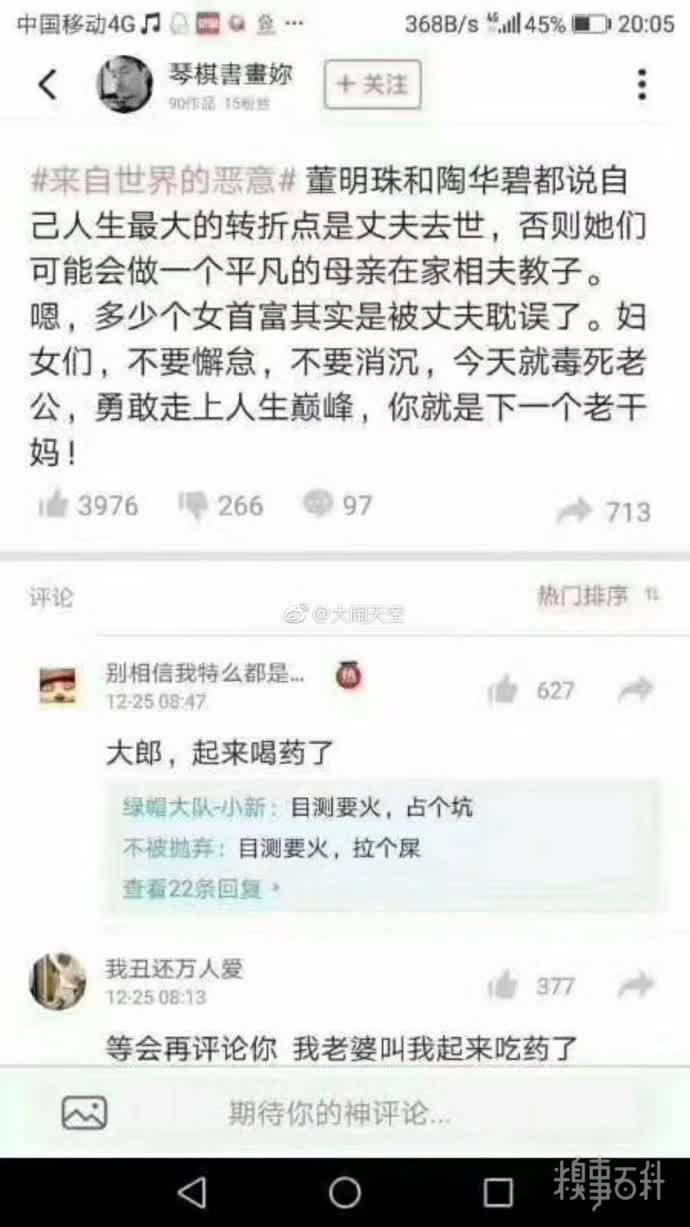 中国移动4G
368B/s 4G 45% 20:05
琴棋書畫妳
90作品 15粉丝
+ 关注
#来自世界的恶意# 董明珠和陶华碧都说自
己人生最大的转折点是丈夫去世，否则她们
可能会做一个平凡的母亲在家相夫教子。
嗯，多少个女首富其实是被丈夫耽误了。妇
女们，不要懈怠，不要消沉，今天就毒死老
公，勇敢走上人生巅峰，你就是下一个老干
妈！
3976 266 97 713
评论
热门排序
@大闹天空
别相信我特么都是...
热
12-25 08:47
627
大郎，起来喝药了
绿帽大队-小新：目测要火，占个坑
不被抛弃：目测要火，拉个屎
查看22条回复
我丑还万人爱
12-25 08:13
377
等会再评论你 我老婆叫我起来吃药了
期待你的神评论...
糗事百科